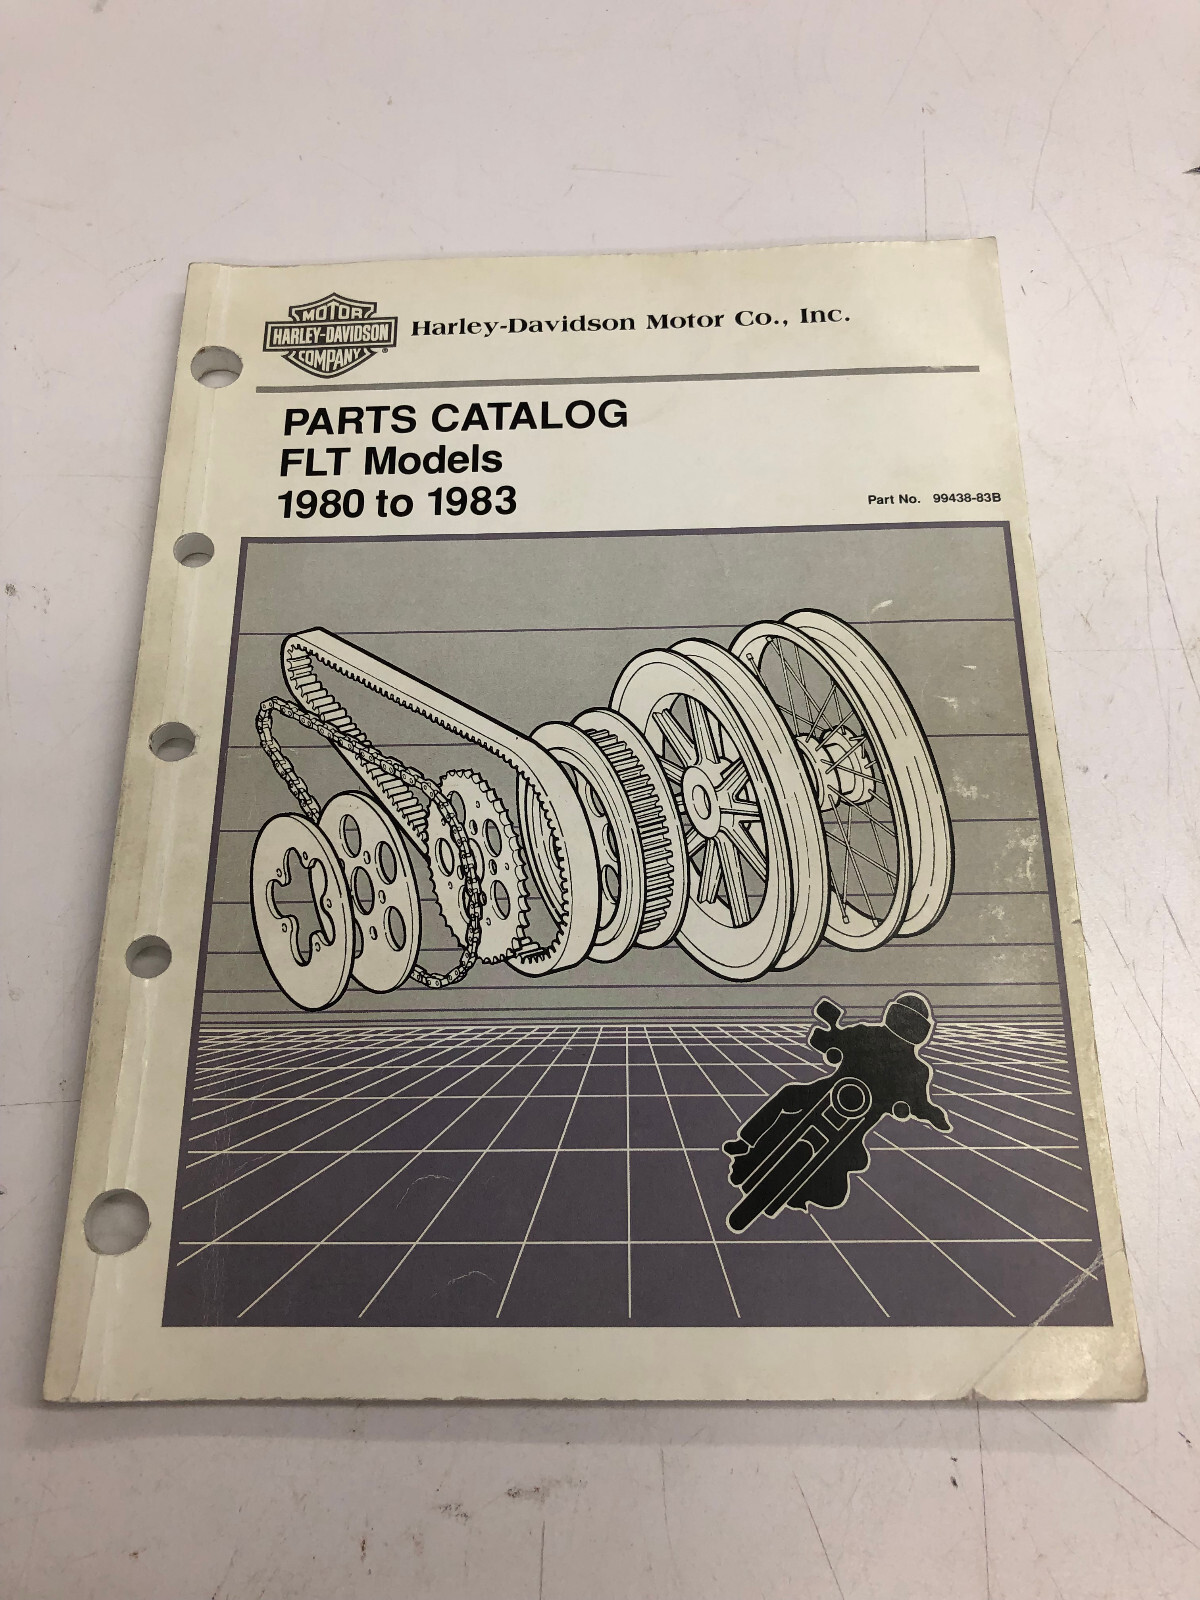 MOTOR
HARLEY-DAVIDSON
COMPANY
®
Harley-Davidson Motor Co., Inc.
PARTS CATALOG
FLT Models
1980 to 1983
Part No. 99438-83B